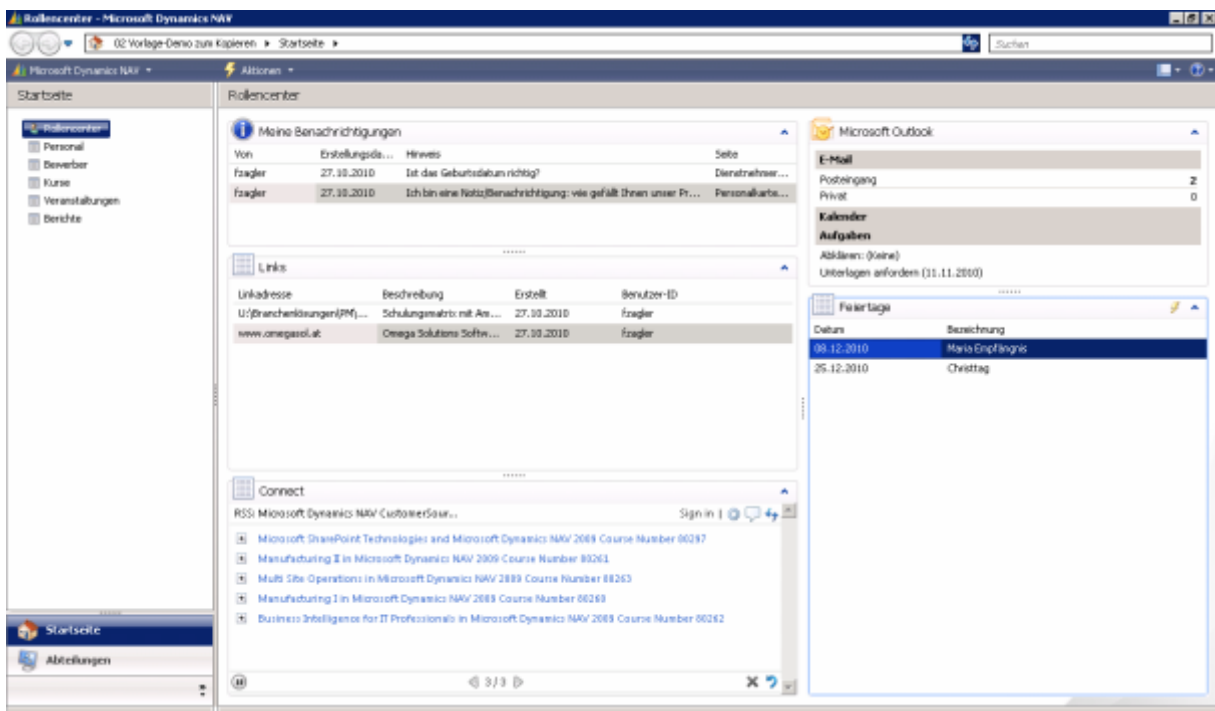 Rollencenter - Microsoft Dynamics NAV
02 Vorlage-Demo zum Kopieren ▸ Startseite ▸
Suchen
Microsoft Dynamics NAV
Aktionen
Startseite
Rollencenter
Rollencenter
Personal
Bewerber
Kurse
Veranstaltungen
Berichte
Startseite
Abteilungen
Meine Benachrichtigungen
Von Erstellungsda... Hinweis Seite
fzagler 27.10.2010 Ist das Geburtsdatum richtig? Dienstnehmer...
fzagler 27.10.2010 Ich bin eine Notiz/Benachrichtigung: wie gefällt Ihnen unser Pr... Personalkarte...
Links
Linkadresse Beschreibung Erstellt Benutzer-ID
U:\Branchenlösungen\PM\... Schulungsmatrix mit Am... 27.10.2010 fzagler
www.omegasol.at Omega Solutions Softw... 27.10.2010 fzagler
Connect
RSS: Microsoft Dynamics NAV CustomerSour... Sign in |
Microsoft SharePoint Technologies and Microsoft Dynamics NAV 2009 Course Number 80297
Manufacturing II in Microsoft Dynamics NAV 2009 Course Number 80261
Multi Site Operations in Microsoft Dynamics NAV 2009 Course Number 80263
Manufacturing I in Microsoft Dynamics NAV 2009 Course Number 80260
Business Intelligence for IT Professionals in Microsoft Dynamics NAV 2009 Course Number 80262
3/3
Microsoft Outlook
E-Mail
Posteingang 2
Privat 0
Kalender
Aufgaben
Abklären: (Keine)
Unterlagen anfordern (11.11.2010)
Feiertage
Datum Bezeichnung
08.12.2010 Maria Empfängnis
25.12.2010 Christtag